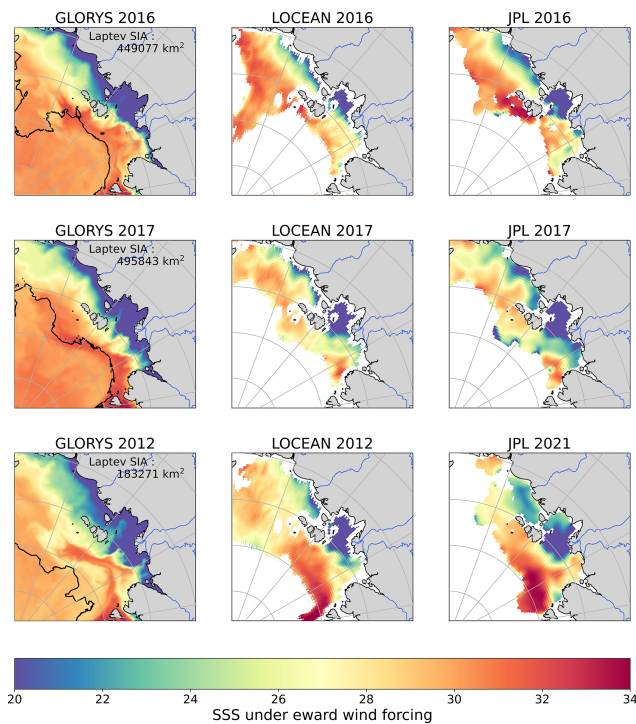 GLORYS 2016 LOCEAN 2016 JPL 2016
Laptev SIA :
449077 km²
GLORYS 2017 LOCEAN 2017 JPL 2017
Laptev SIA :
495843 km²
GLORYS 2012 LOCEAN 2012 JPL 2021
Laptev SIA :
183271 km²
20 22 24 26 28 30 32 34
SSS under eward wind forcing